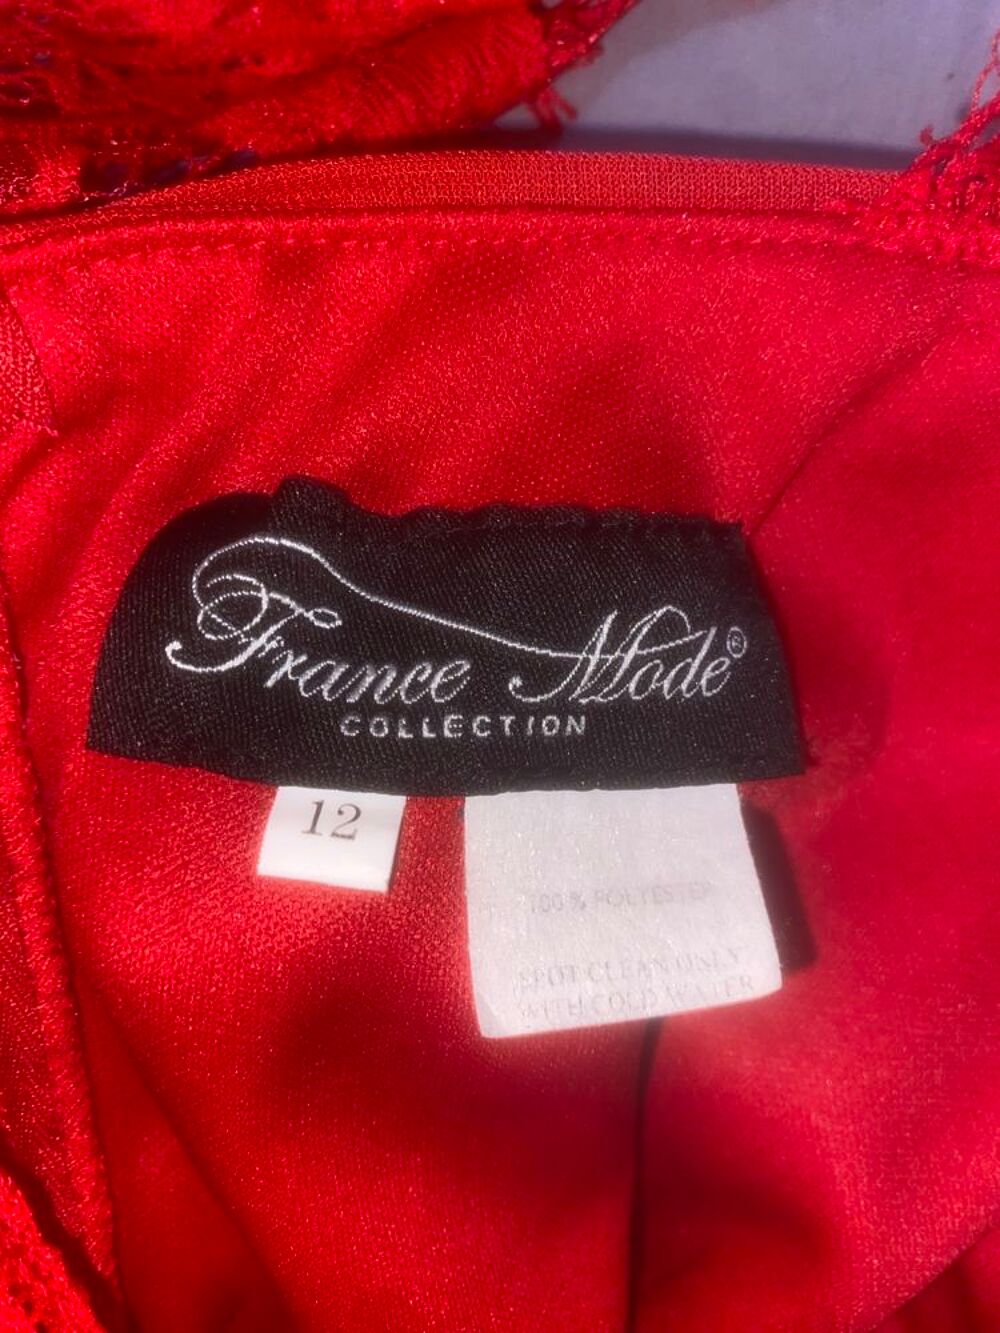 France Mode®
COLLECTION
12
100 % POLYESTER
SPOT CLEAN ONLY
WITH COLD WATER